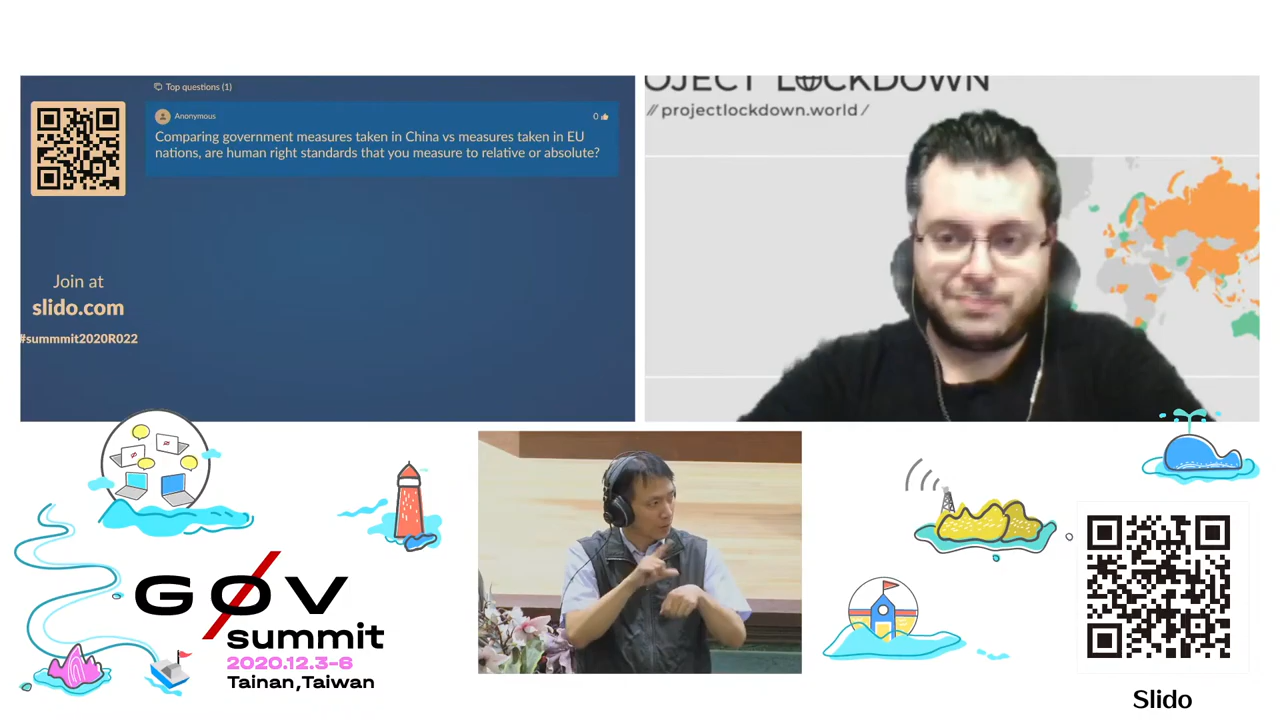 Top questions (1)
Anonymous
0
Comparing government measures taken in China vs measures taken in EU
nations, are human right standards that you measure to relative or absolute?
Join at
slido.com
#summmit2020R022
OJECT LOCKDOWN
// projectlockdown.world /
GØV
summit
2020.12.3-6
Tainan,Taiwan
Slido